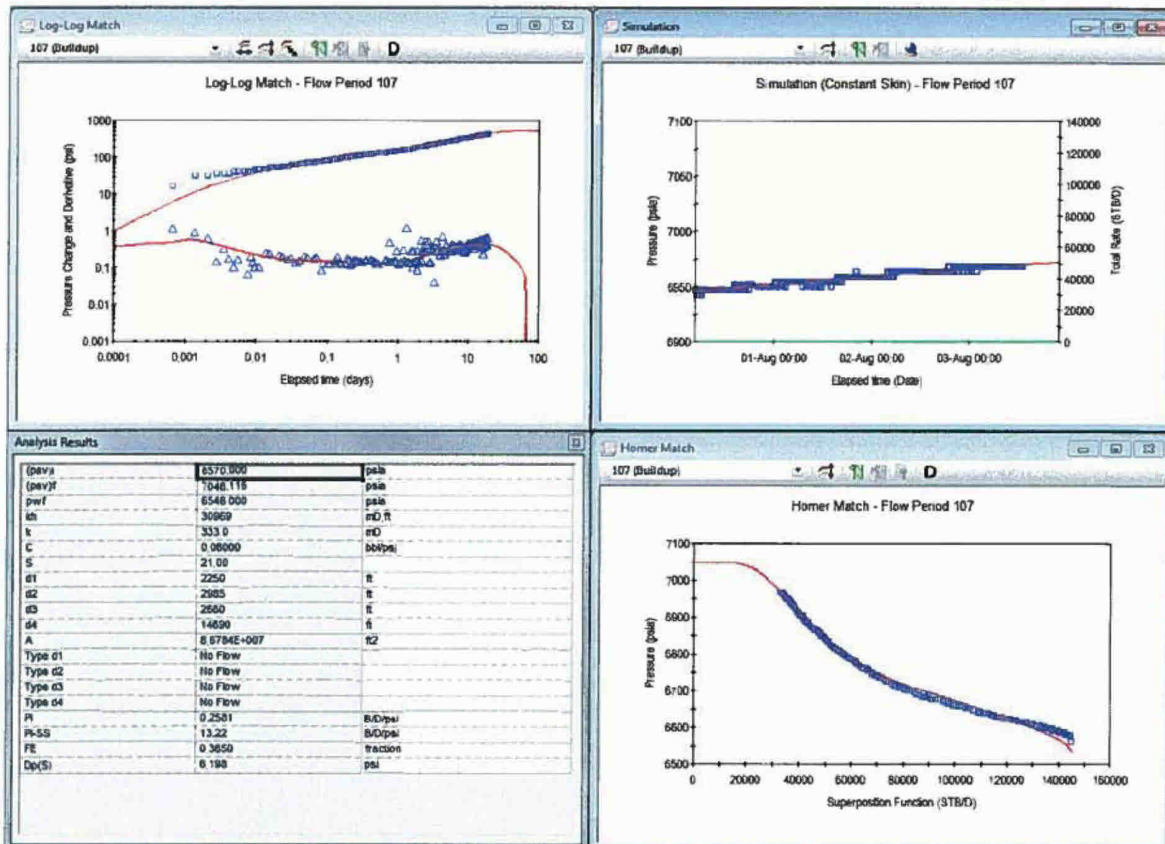 Log-Log Match
107 (Buildup)
D
Log-Log Match - Flow Period 107
Pressure Change and Derivative (psi)
1000
100
10
1
0.1
0.01
0.001
0.0001 0.001 0.01 0.1 1 10 100
Elapsed time (days)
Simulation
107 (Buildup)
Simulation (Constant Skin) - Flow Period 107
Pressure (psia)
7100
7050
7000
6950
6900
140000
120000
100000
80000
60000
40000
20000
0
Total Rate (STB/D)
01-Aug 00:00 02-Aug 00:00 03-Aug 00:00
Elapsed time (Date)
Analysis Results
(pav)i 6570.000 psia
(pav)f 7046.115 psia
pwf 6546.000 psia
kh 30969 mD.ft
k 333.0 mD
C 0.08000 bbl/psi
S 21.00
d1 2250 ft
d2 2985 ft
d3 2660 ft
d4 14690 ft
A 8.6784E+007 ft2
Type d1 No Flow
Type d2 No Flow
Type d3 No Flow
Type d4 No Flow
PI 0.2581 B/D/psi
PI-SS 13.22 B/D/psi
FE 0.3650 fraction
Dp(S) 6.198 psi
Horner Match
107 (Buildup)
D
Horner Match - Flow Period 107
Pressure (psia)
7100
7000
6900
6800
6700
6600
6500
0 20000 40000 60000 80000 100000 120000 140000 150000
Superposition Function (STB/D)